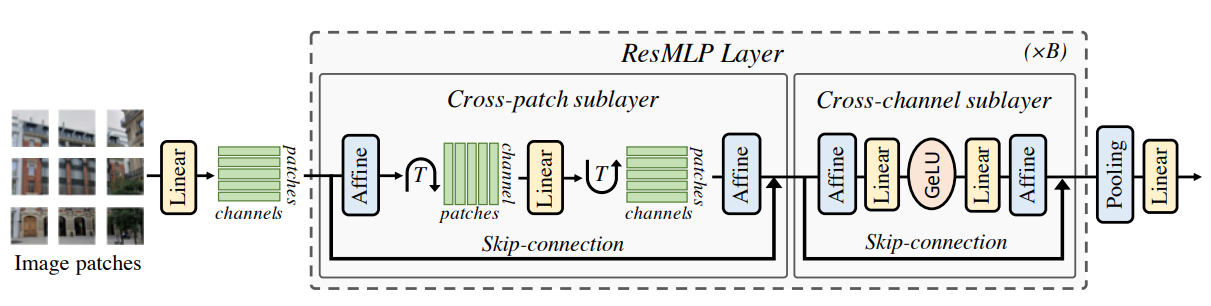 ResMLP Layer
(×B)
Cross-patch sublayer
Cross-channel sublayer
Image patches
Linear
patches
channels
Affine
T
channel
patches
Linear
T
patches
channels
Affine
Skip-connection
Affine
Linear
GeLU
Linear
Affine
Skip-connection
Pooling
Linear